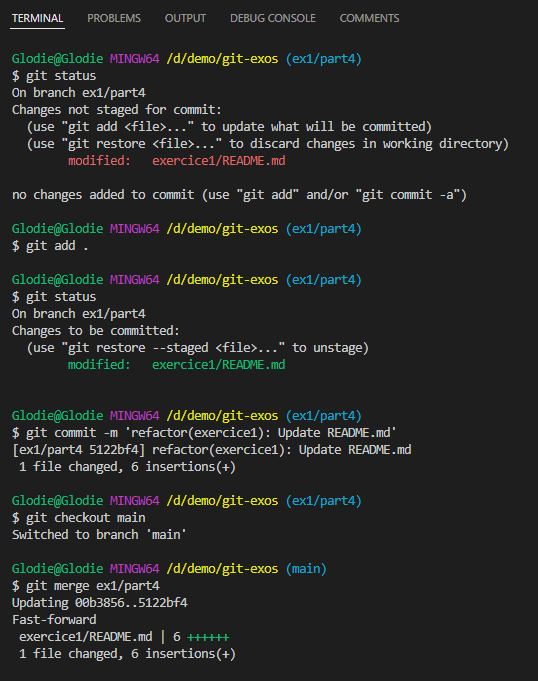 TERMINAL PROBLEMS OUTPUT DEBUG CONSOLE COMMENTS
Glodie@Glodie MINGW64 /d/demo/git-exos (ex1/part4)
$ git status
On branch ex1/part4
Changes not staged for commit:
  (use "git add <file>..." to update what will be committed)
  (use "git restore <file>..." to discard changes in working directory)
        modified:   exercice1/README.md
no changes added to commit (use "git add" and/or "git commit -a")
Glodie@Glodie MINGW64 /d/demo/git-exos (ex1/part4)
$ git add .
Glodie@Glodie MINGW64 /d/demo/git-exos (ex1/part4)
$ git status
On branch ex1/part4
Changes to be committed:
  (use "git restore --staged <file>..." to unstage)
        modified:   exercice1/README.md
Glodie@Glodie MINGW64 /d/demo/git-exos (ex1/part4)
$ git commit -m 'refactor(exercice1): Update README.md'
[ex1/part4 5122bf4] refactor(exercice1): Update README.md
 1 file changed, 6 insertions(+)
Glodie@Glodie MINGW64 /d/demo/git-exos (ex1/part4)
$ git checkout main
Switched to branch 'main'
Glodie@Glodie MINGW64 /d/demo/git-exos (main)
$ git merge ex1/part4
Updating 00b3856..5122bf4
Fast-forward
 exercice1/README.md | 6 ++++++
 1 file changed, 6 insertions(+)